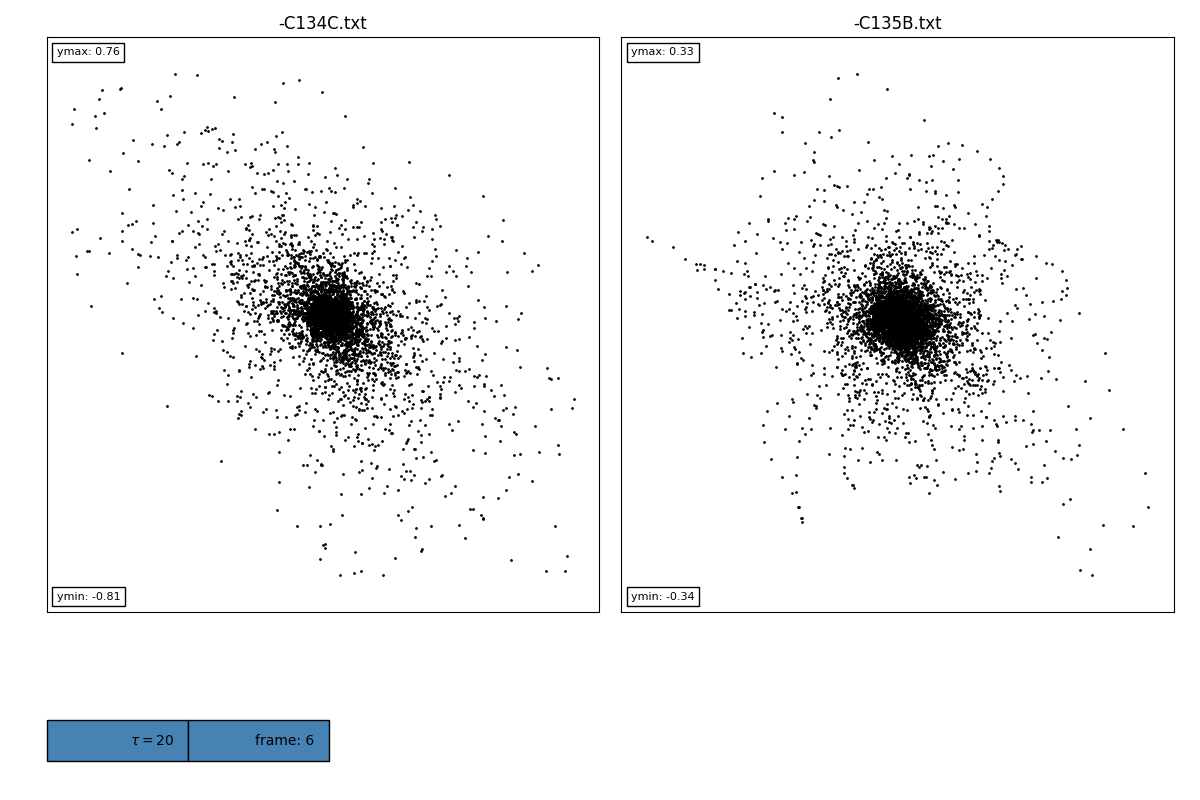 -C134C.txt
-C135B.txt
ymax: 0.76
ymax: 0.33
ymin: -0.81
ymin: -0.34
τ = 20
frame: 6